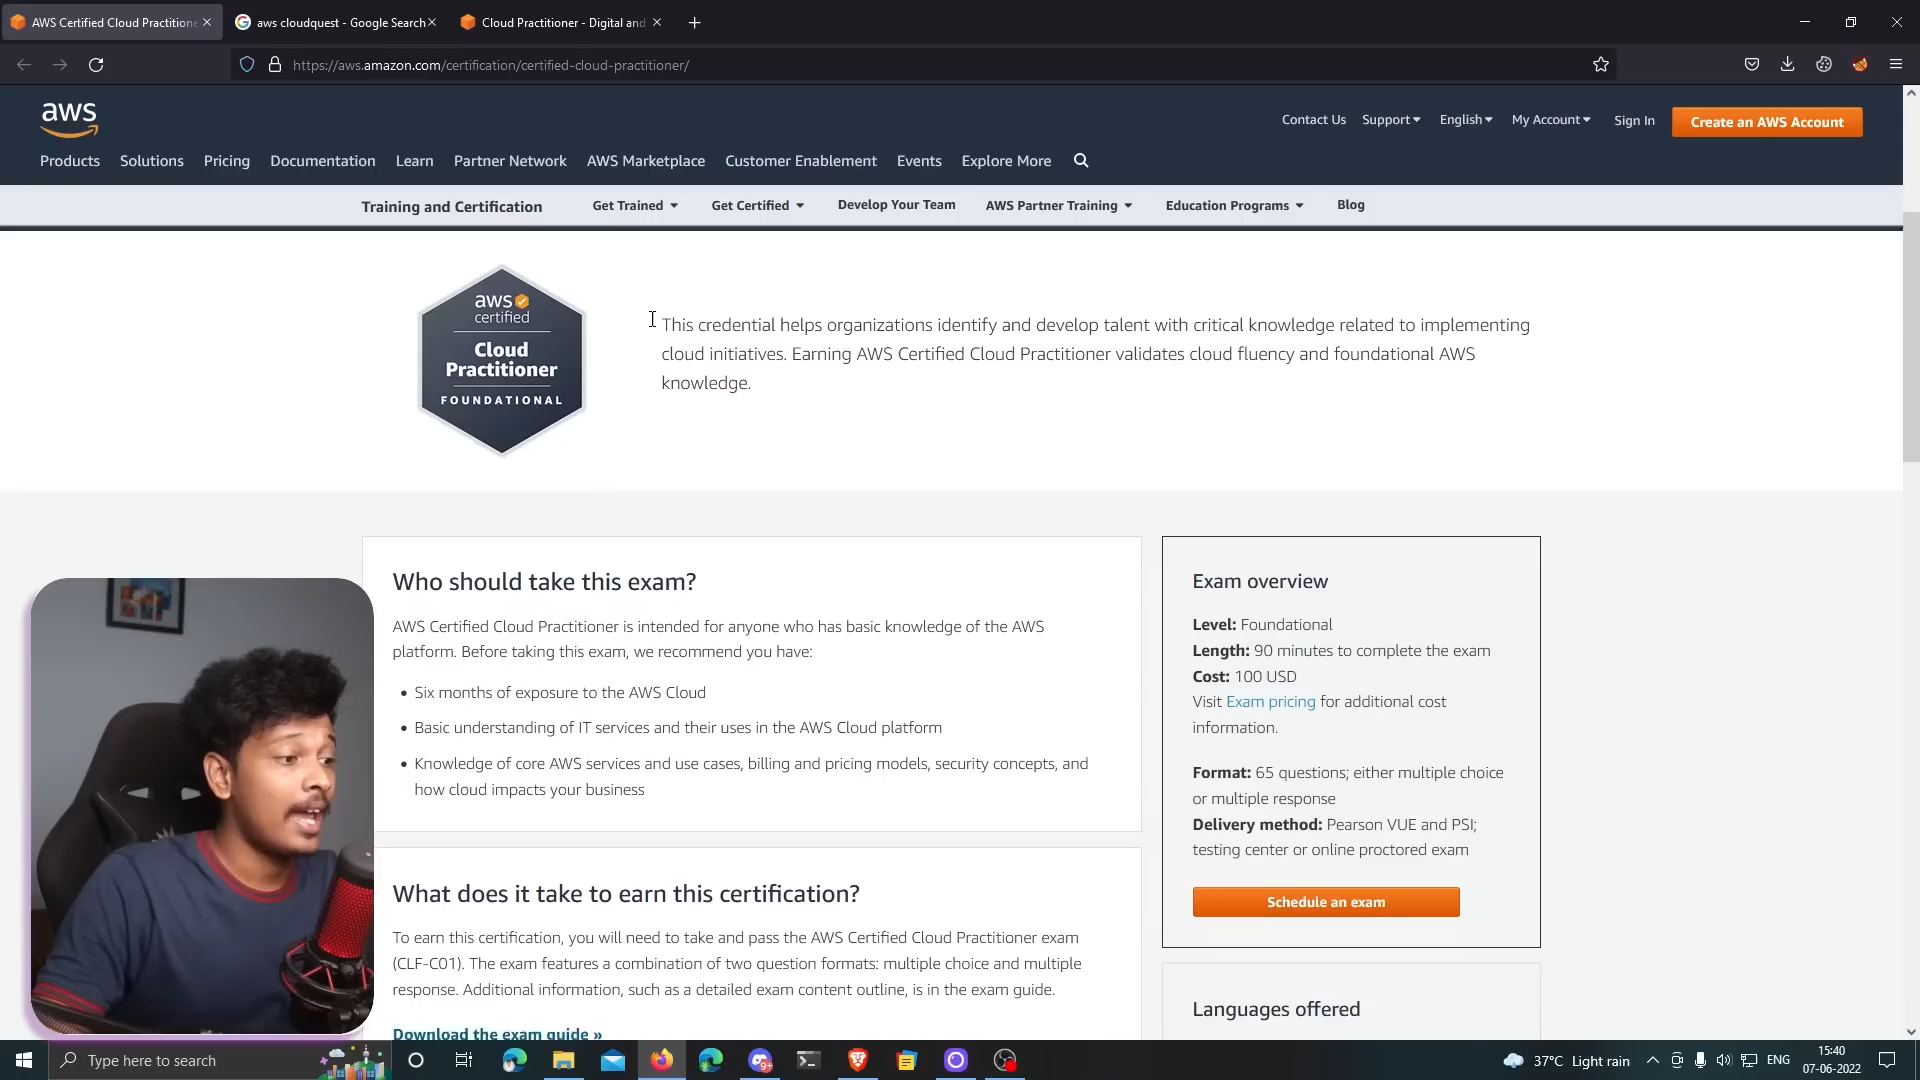 AWS Certified Cloud Practitione
aws cloudquest - Google Search
Cloud Practitioner - Digital and
https://aws.amazon.com/certification/certified-cloud-practitioner/
aws
Contact Us Support English My Account Sign In Create an AWS Account
Products Solutions Pricing Documentation Learn Partner Network AWS Marketplace Customer Enablement Events Explore More
Training and Certification Get Trained Get Certified Develop Your Team AWS Partner Training Education Programs Blog
aws
certified
Cloud
Practitioner
FOUNDATIONAL
This credential helps organizations identify and develop talent with critical knowledge related to implementing
cloud initiatives. Earning AWS Certified Cloud Practitioner validates cloud fluency and foundational AWS
knowledge.
Who should take this exam?
AWS Certified Cloud Practitioner is intended for anyone who has basic knowledge of the AWS
platform. Before taking this exam, we recommend you have:
• Six months of exposure to the AWS Cloud
• Basic understanding of IT services and their uses in the AWS Cloud platform
• Knowledge of core AWS services and use cases, billing and pricing models, security concepts, and
how cloud impacts your business
What does it take to earn this certification?
To earn this certification, you will need to take and pass the AWS Certified Cloud Practitioner exam
(CLF-C01). The exam features a combination of two question formats: multiple choice and multiple
response. Additional information, such as a detailed exam content outline, is in the exam guide.
Download the exam guide »
Exam overview
Level: Foundational
Length: 90 minutes to complete the exam
Cost: 100 USD
Visit Exam pricing for additional cost
information.
Format: 65 questions; either multiple choice
or multiple response
Delivery method: Pearson VUE and PSI;
testing center or online proctored exam
Schedule an exam
Languages offered
Type here to search
9+
37°C Light rain
ENG
15:40
07-06-2022